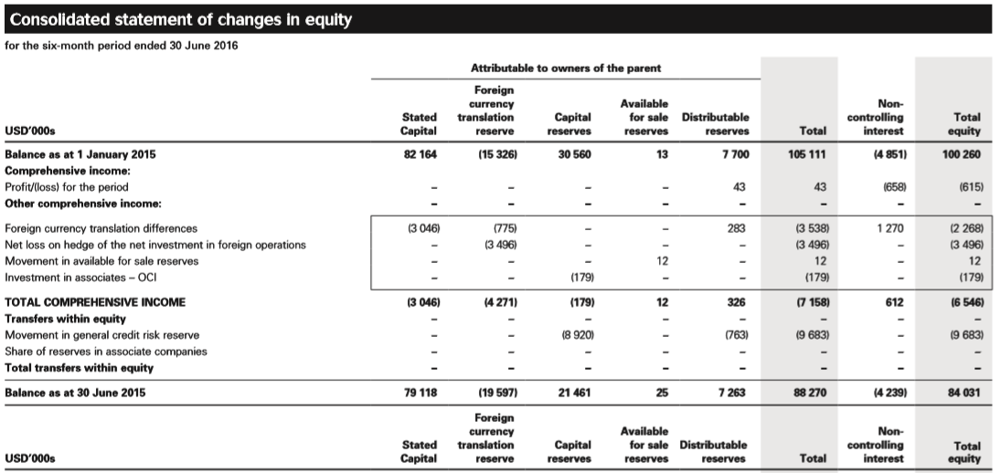 Consolidated statement of changes in equity
for the six-month period ended 30 June 2016
Attributable to owners of the parent
USD'000s Stated Capital Foreign currency translation reserve Capital reserves Available for sale reserves Distributable reserves Total Non-controlling interest Total equity
Balance as at 1 January 2015 82 164 (15 326) 30 560 13 7 700 105 111 (4 851) 100 260
Comprehensive income:
Profit/(loss) for the period – – – – 43 43 (658) (615)
Other comprehensive income: – – – – – – – –
Foreign currency translation differences (3 046) (775) – – 283 (3 538) 1 270 (2 268)
Net loss on hedge of the net investment in foreign operations – (3 496) – – – (3 496) – (3 496)
Movement in available for sale reserves – – – 12 – 12 – 12
Investment in associates – OCI – – (179) – – (179) – (179)
TOTAL COMPREHENSIVE INCOME (3 046) (4 271) (179) 12 326 (7 158) 612 (6 546)
Transfers within equity – – – – – – – –
Movement in general credit risk reserve – – (8 920) – (763) (9 683) – (9 683)
Share of reserves in associate companies – – – – – – – –
Total transfers within equity – – – – – – – –
Balance as at 30 June 2015 79 118 (19 597) 21 461 25 7 263 88 270 (4 239) 84 031
USD'000s Stated Capital Foreign currency translation reserve Capital reserves Available for sale reserves Distributable reserves Total Non-controlling interest Total equity